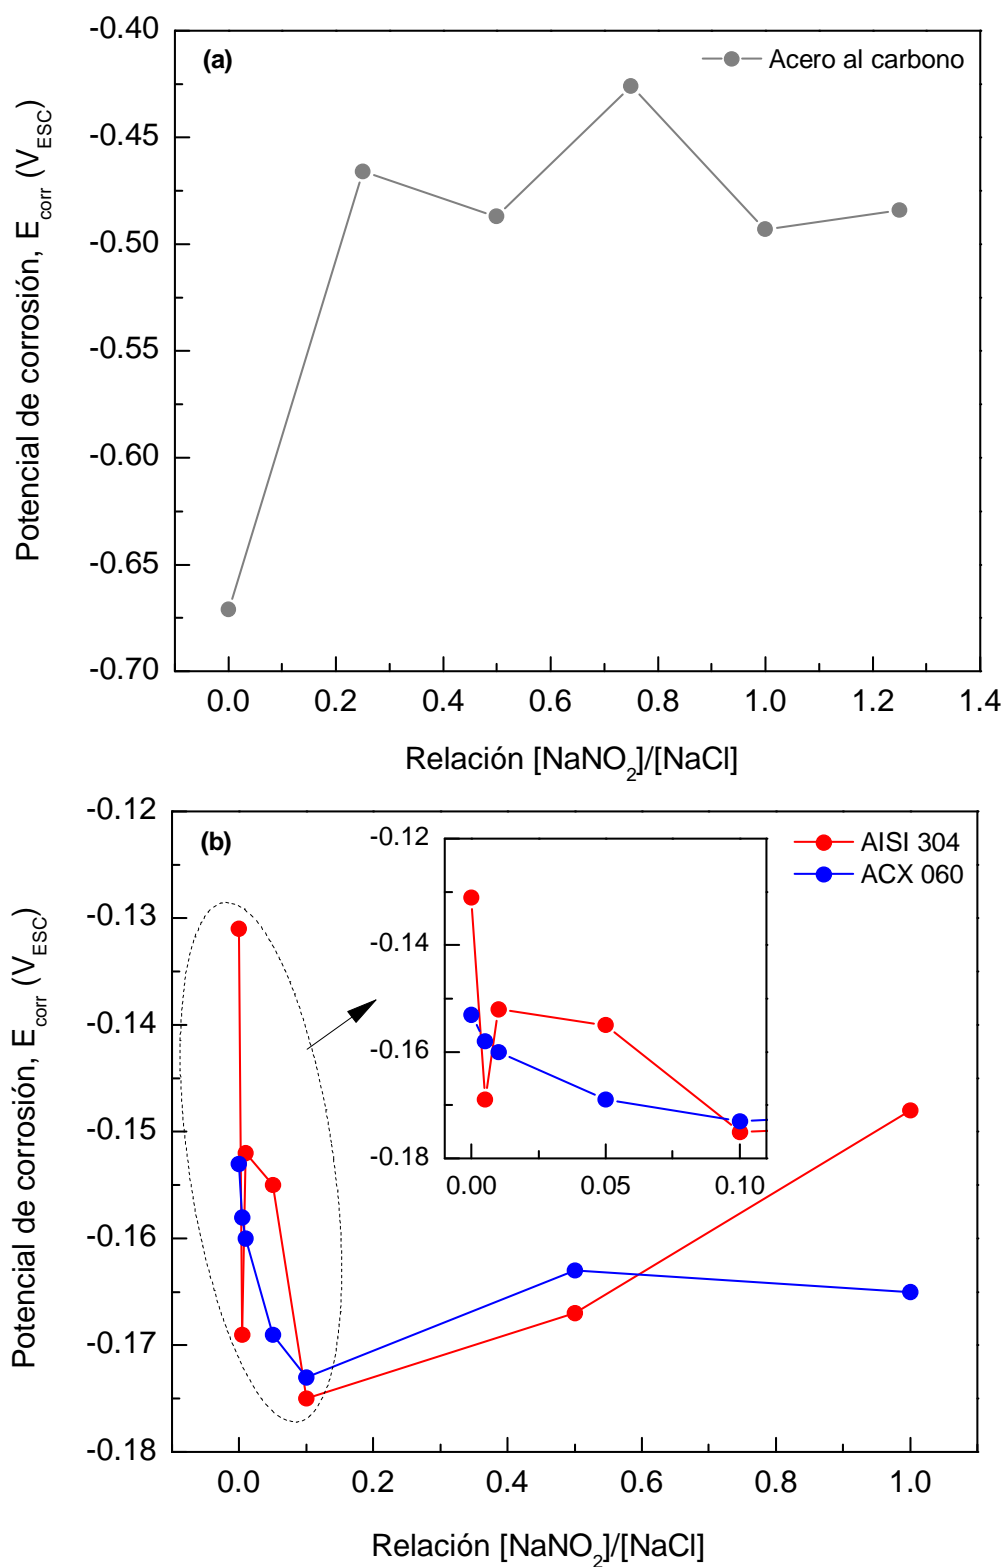 (a)
Acero al carbono
Potencial de corrosión, E_corr (V_ESC)
-0.40
-0.45
-0.50
-0.55
-0.60
-0.65
-0.70
0.0 0.2 0.4 0.6 0.8 1.0 1.2 1.4
Relación [NaNO₂]/[NaCl]
(b)
AISI 304
ACX 060
Potencial de corrosión, E_corr (V_ESC)
-0.12
-0.13
-0.14
-0.15
-0.16
-0.17
-0.18
-0.12
-0.14
-0.16
-0.18
0.00 0.05 0.10
0.0 0.2 0.4 0.6 0.8 1.0
Relación [NaNO₂]/[NaCl]